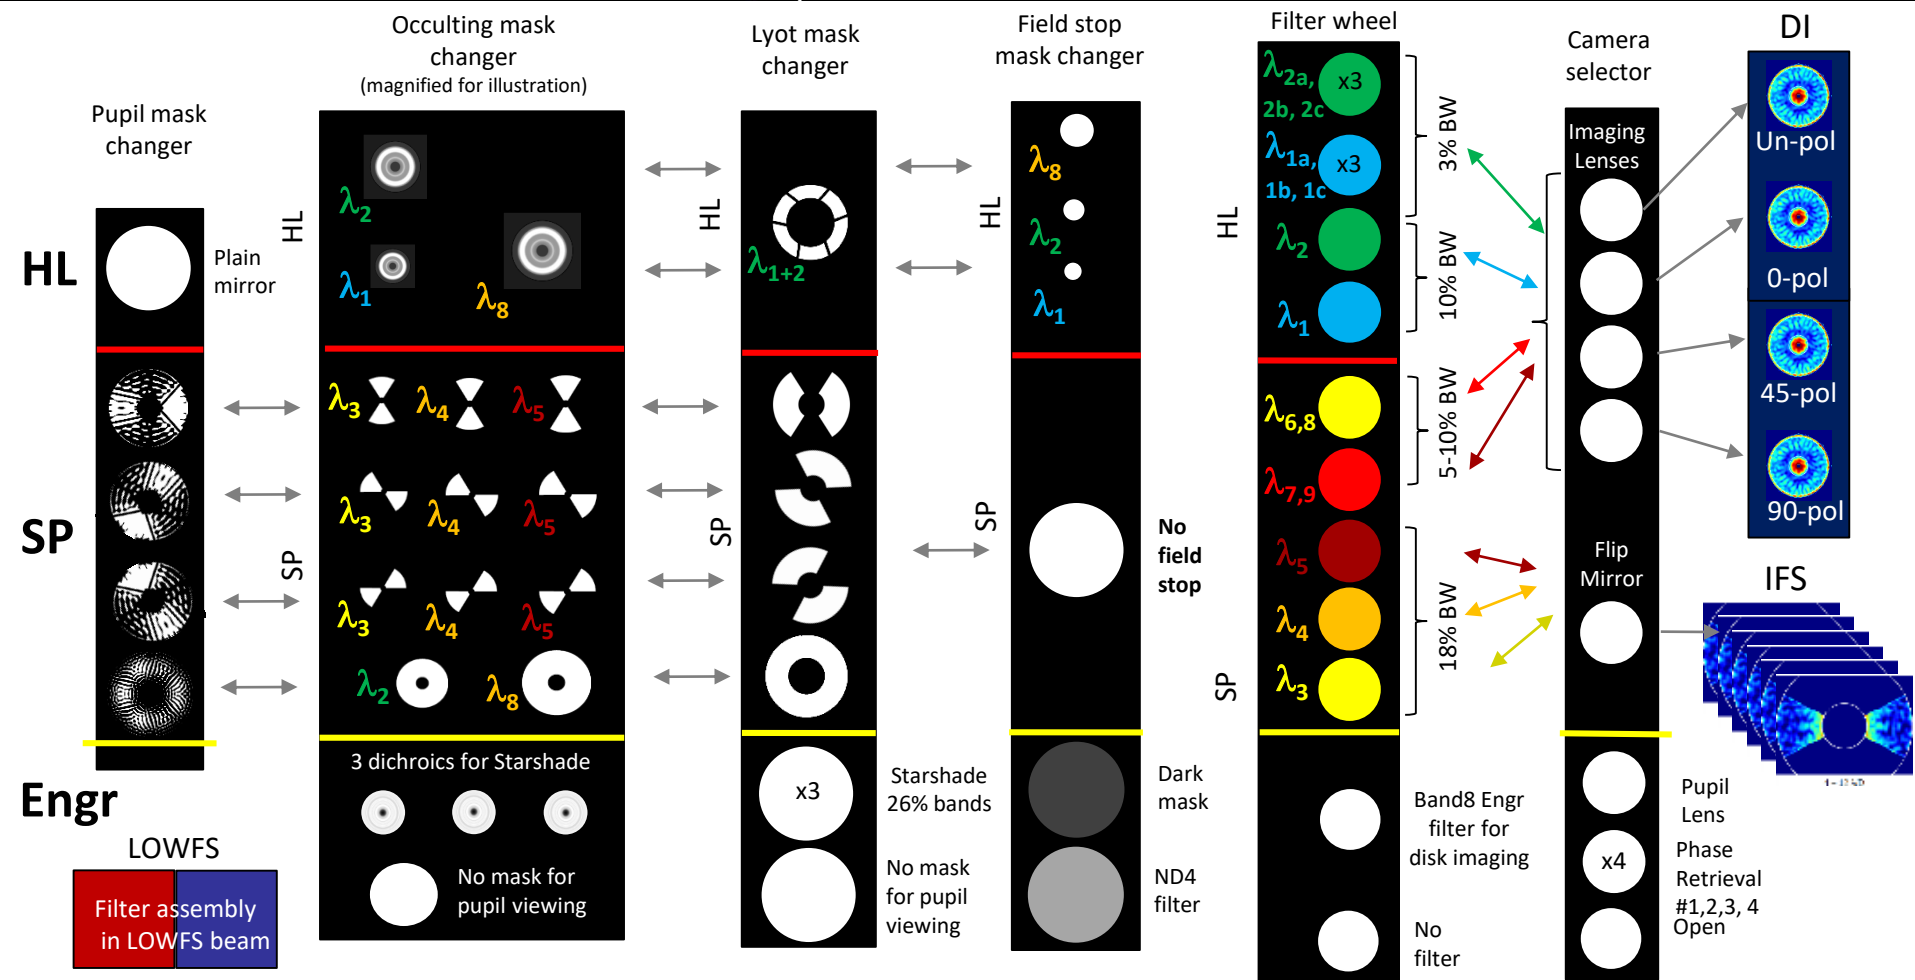 Pupil mask
changer
HL
Plain
mirror
SP
Engr
LOWFS
Filter assembly
in LOWFS beam
Occulting mask
changer
(magnified for illustration)
HL
λ2
λ1
λ8
SP
λ3 λ4 λ5
λ3 λ4 λ5
λ3 λ4 λ5
λ2 λ8
3 dichroics for Starshade
No mask for
pupil viewing
Lyot mask
changer
HL
λ1+2
SP
x3
Starshade
26% bands
No mask
for pupil
viewing
Field stop
mask changer
HL
λ8
λ2
λ1
SP
No
field
stop
Dark
mask
ND4
filter
Filter wheel
HL
λ2a,
2b, 2c
x3
λ1a,
1b, 1c
x3
λ2
λ1
3% BW
10% BW
SP
λ6,8
λ7,9
λ5
λ4
λ3
5-10% BW
18% BW
Band8 Engr
filter for
disk imaging
No
filter
Camera
selector
Imaging
Lenses
Flip
Mirror
Pupil
Lens
x4
Phase
Retrieval
#1,2,3, 4
Open
DI
Un-pol
0-pol
45-pol
90-pol
IFS